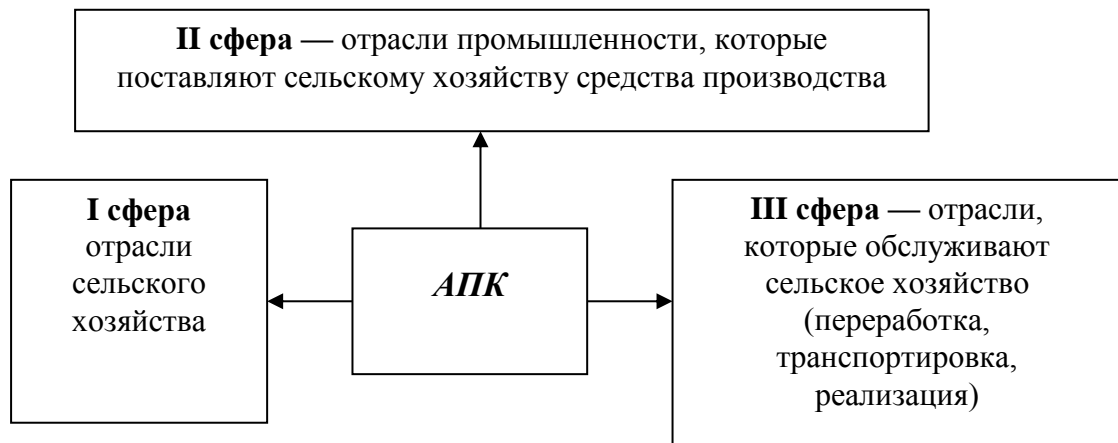 II сфера — отрасли промышленности, которые
поставляют сельскому хозяйству средства производства
I сфера
отрасли
сельского
хозяйства
АПК
III сфера — отрасли,
которые обслуживают
сельское хозяйство
(переработка,
транспортировка,
реализация)